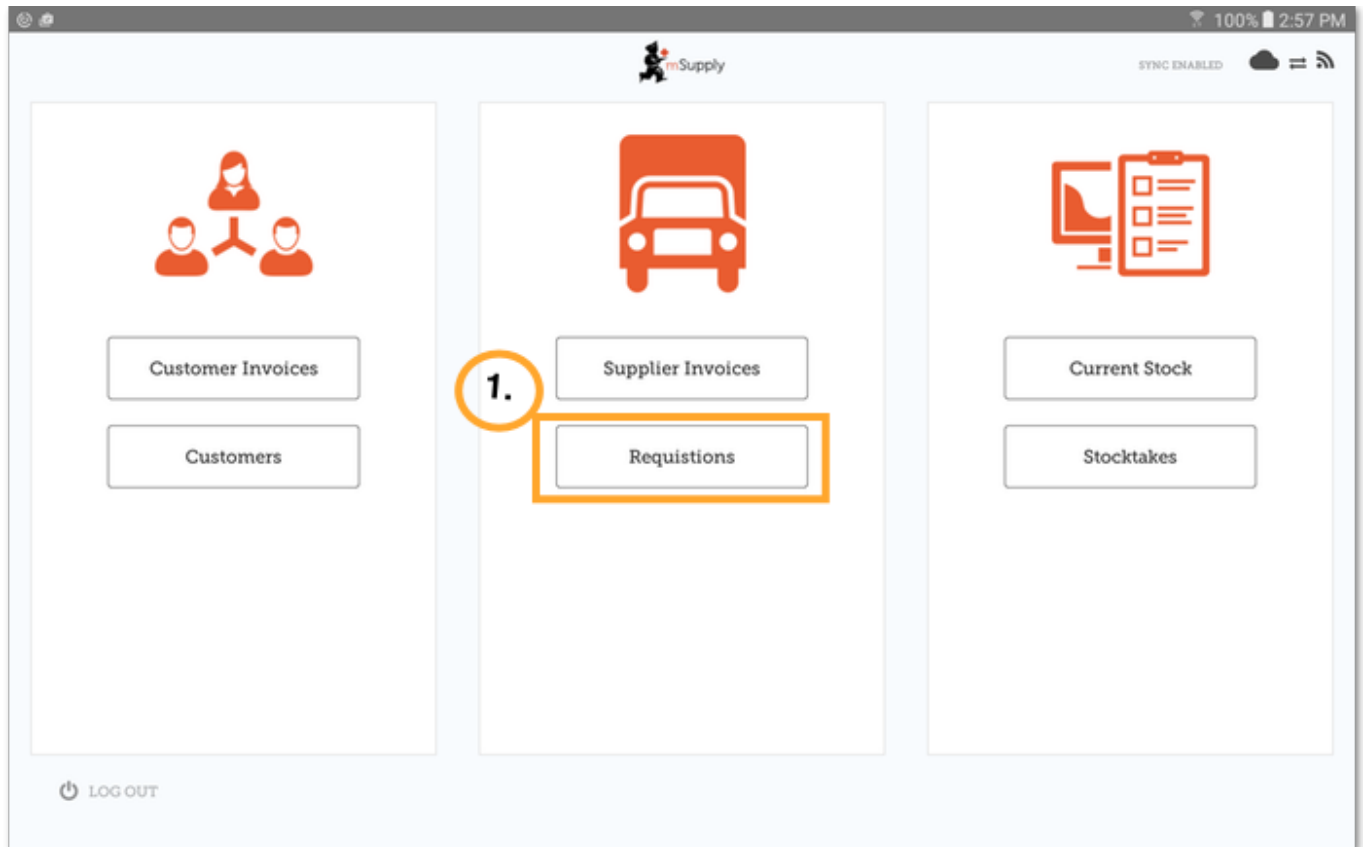 100% 2:57 PM
mSupply
SYNC ENABLED
Customer Invoices
Customers
1.
Supplier Invoices
Requistions
Current Stock
Stocktakes
LOG OUT